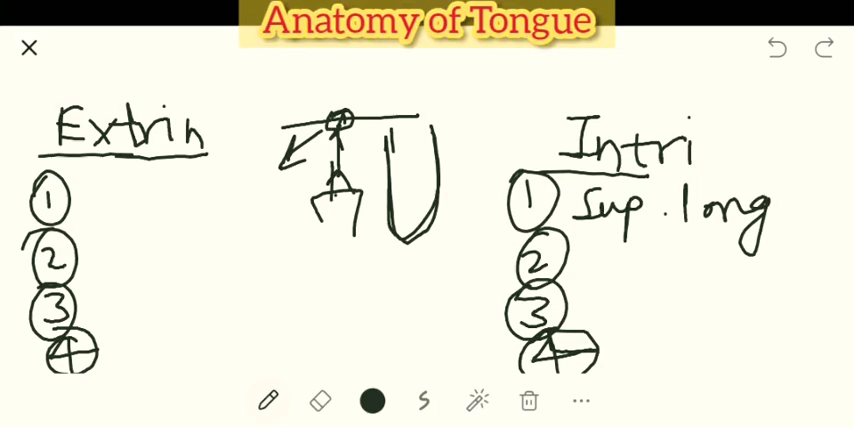 Anatomy of Tongue
Extrin
1
2
3
4
Intri
1 Sup. long
2
3
4